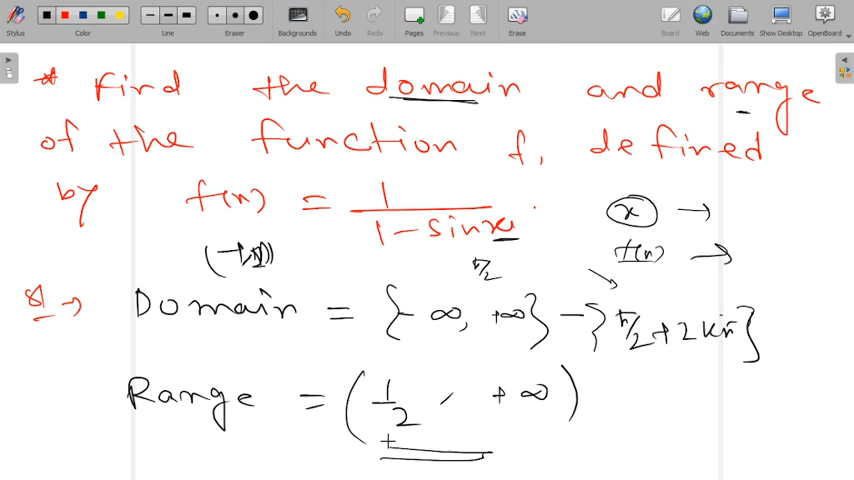 Stylus
Color
Line
Eraser
Backgrounds
Undo
Redo
Pages
Previous
Next
Erase
Board
Web
Documents
Show Desktop
OpenBoard
* Find the domain and range
of the function f, defined
by f(x) = 1 / (1 - sinx)
x →
f(x) →
π/2
Domain = {-∞, +∞} - {π/2 + 2kπ}
Range = (1/2, +∞)